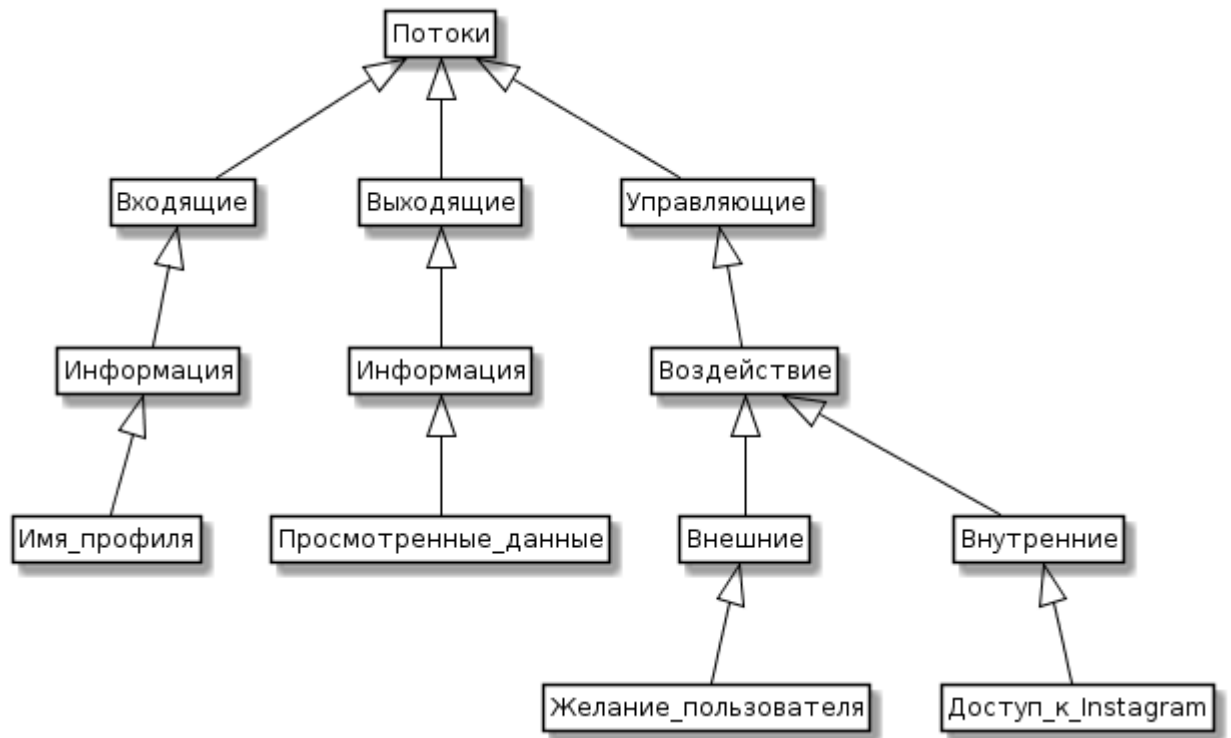 Потоки
Входящие
Выходящие
Управляющие
Информация
Информация
Воздействие
Имя_профиля
Просмотренные_данные
Внешние
Внутренние
Желание_пользователя
Доступ_к_Instagram